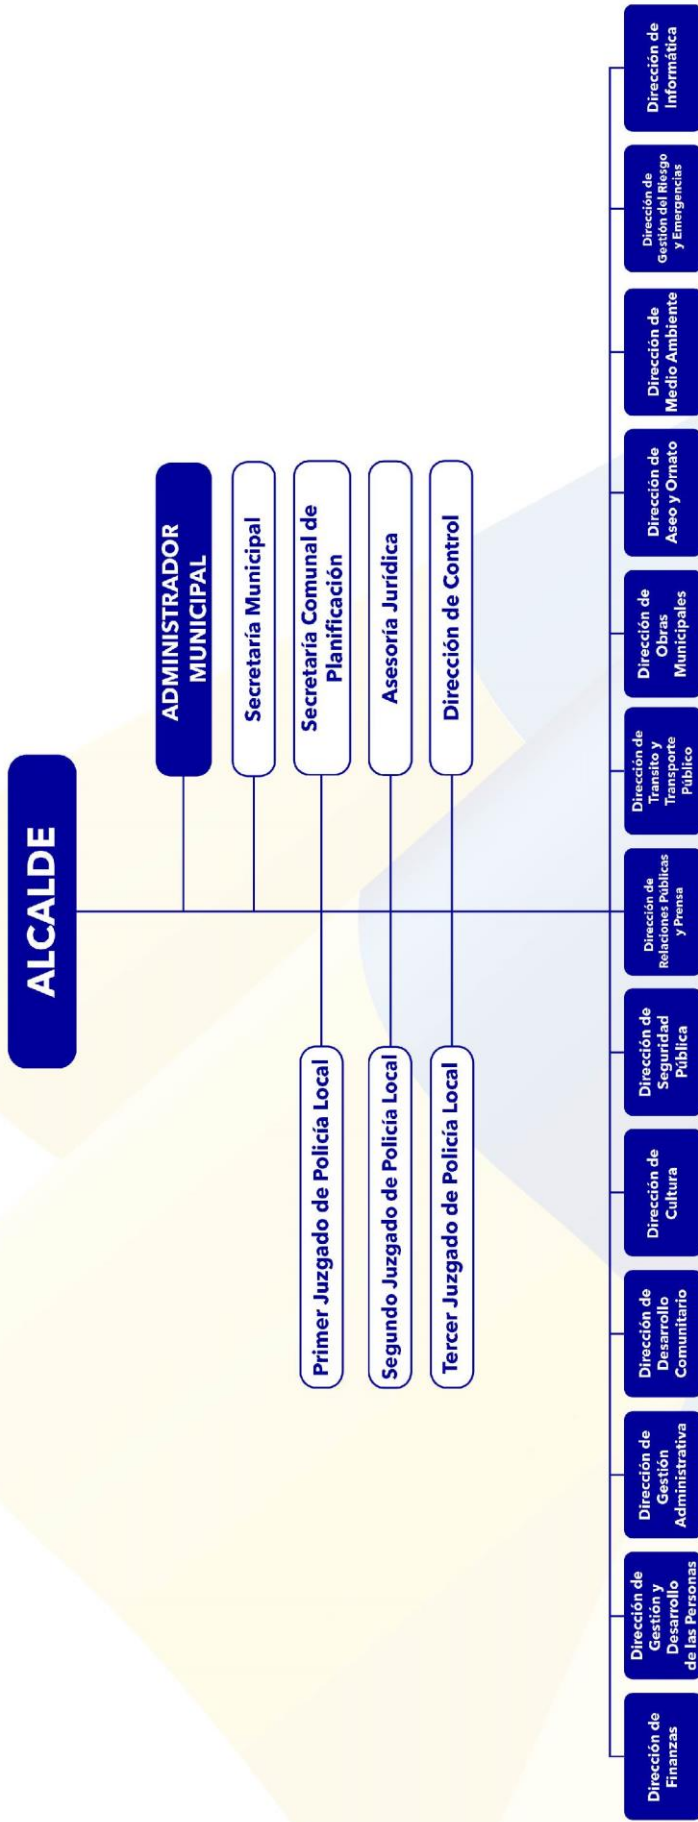 ALCALDE
ADMINISTRADOR
MUNICIPAL
Secretaría Municipal
Primer Juzgado de Policía Local
Secretaría Comunal de
Planificación
Segundo Juzgado de Policía Local
Asesoría Jurídica
Tercer Juzgado de Policía Local
Dirección de Control
Dirección de
Finanzas
Dirección de
Gestión y
Desarrollo
de las Personas
Dirección de
Gestión
Administrativa
Dirección de
Desarrollo
Comunitario
Dirección de
Cultura
Dirección de
Seguridad
Pública
Dirección de
Relaciones Públicas
y Prensa
Dirección de
Transito y
Transporte
Público
Dirección de
Obras
Municipales
Dirección de
Aseo y Ornato
Dirección de
Medio Ambiente
Dirección de
Gestión del Riesgo
y Emergencias
Dirección de
Informática